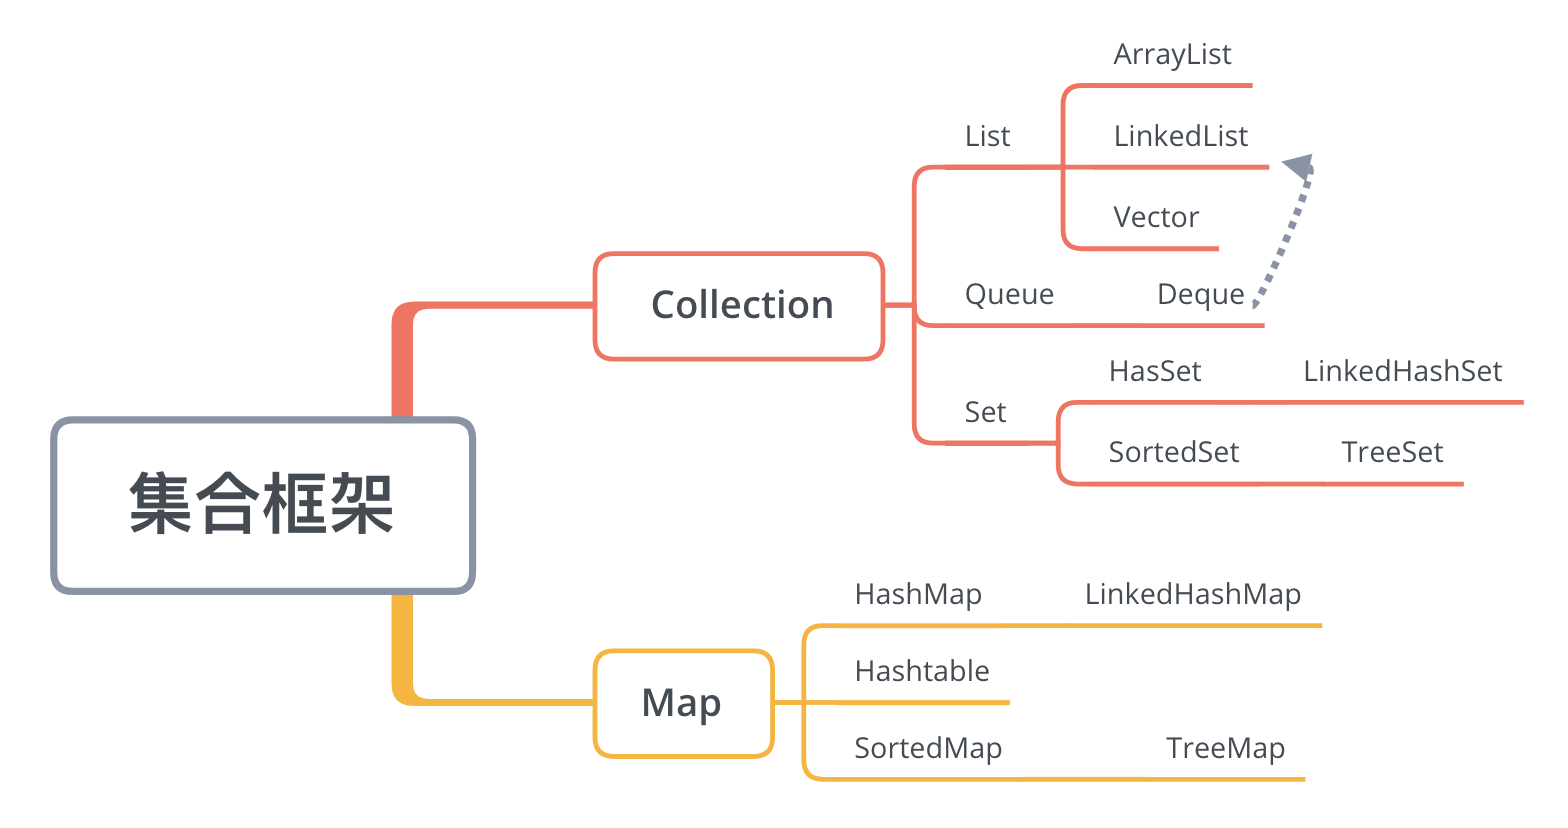 集合框架
Collection
List
ArrayList
LinkedList
Vector
Queue
Deque
Set
HasSet
LinkedHashSet
SortedSet
TreeSet
Map
HashMap
LinkedHashMap
Hashtable
SortedMap
TreeMap